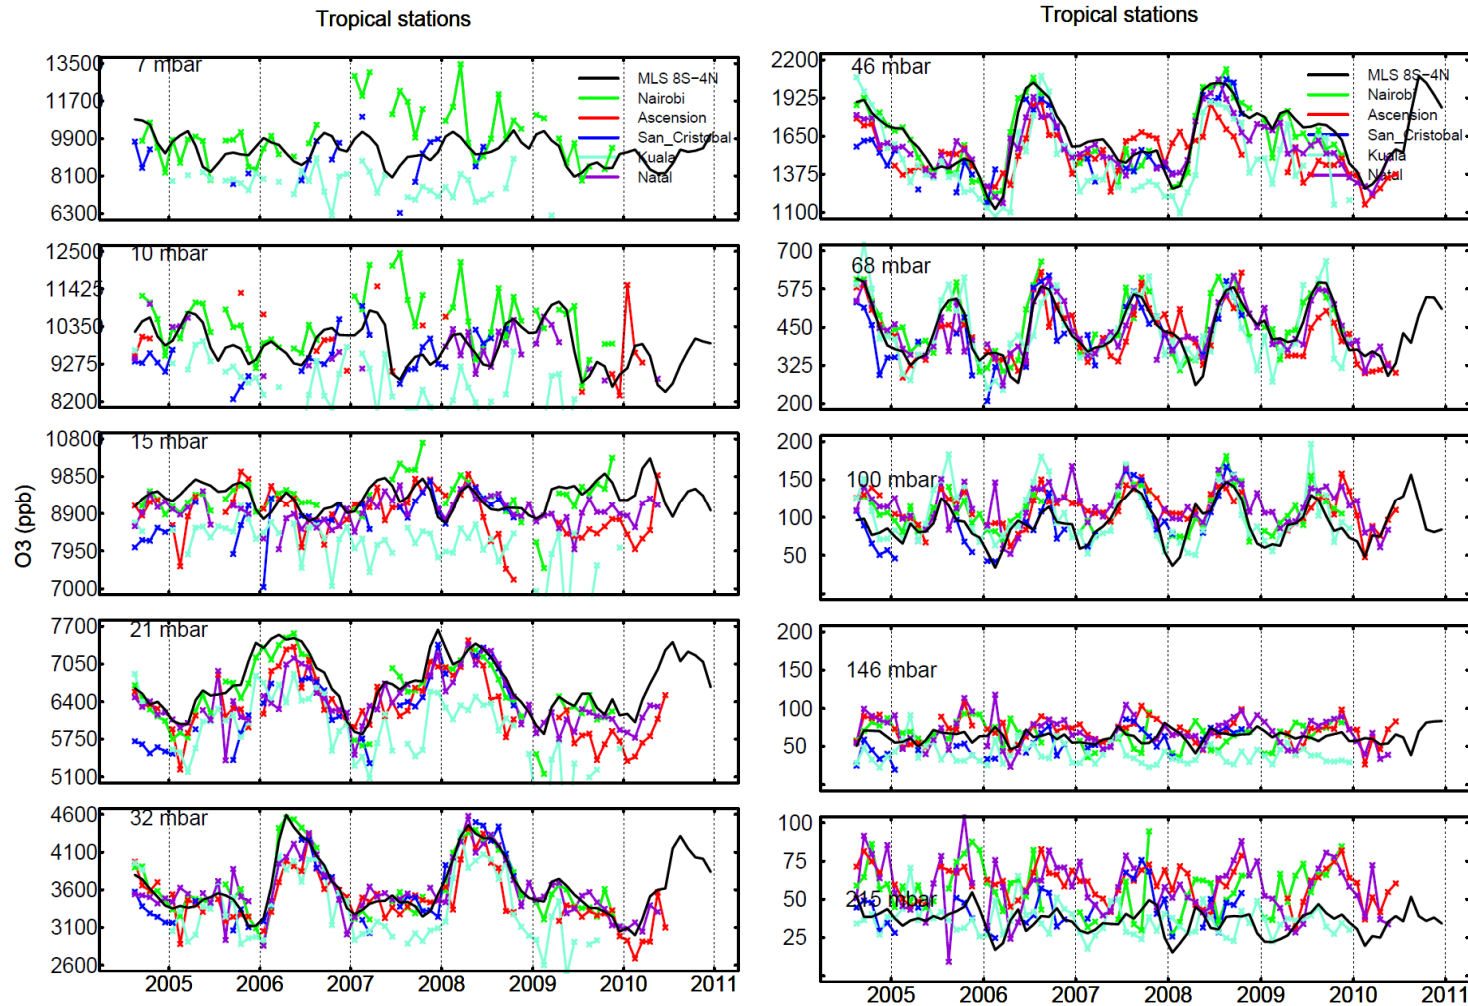 Tropical stations
13500
11700
9900
8100
6300
7 mbar
MLS 8S-4N
Nairobi
Ascension
San_Cristobal
Kuala
Natal
12500
11425
10350
9275
8200
10 mbar
O3 (ppb)
10800
9850
8900
7950
7000
15 mbar
7700
7050
6400
5750
5100
21 mbar
4600
4100
3600
3100
2600
32 mbar
2005 2006 2007 2008 2009 2010
Tropical stations
2200
1925
1650
1375
1100
46 mbar
MLS 8S-4N
Nairobi
Ascension
San_Cristobal
Kuala
Natal
700
575
450
325
200
68 mbar
200
150
100
50
100 mbar
200
150
100
50
146 mbar
100
75
50
25
215 mbar
2005 2006 2007 2008 2009 2010 2011